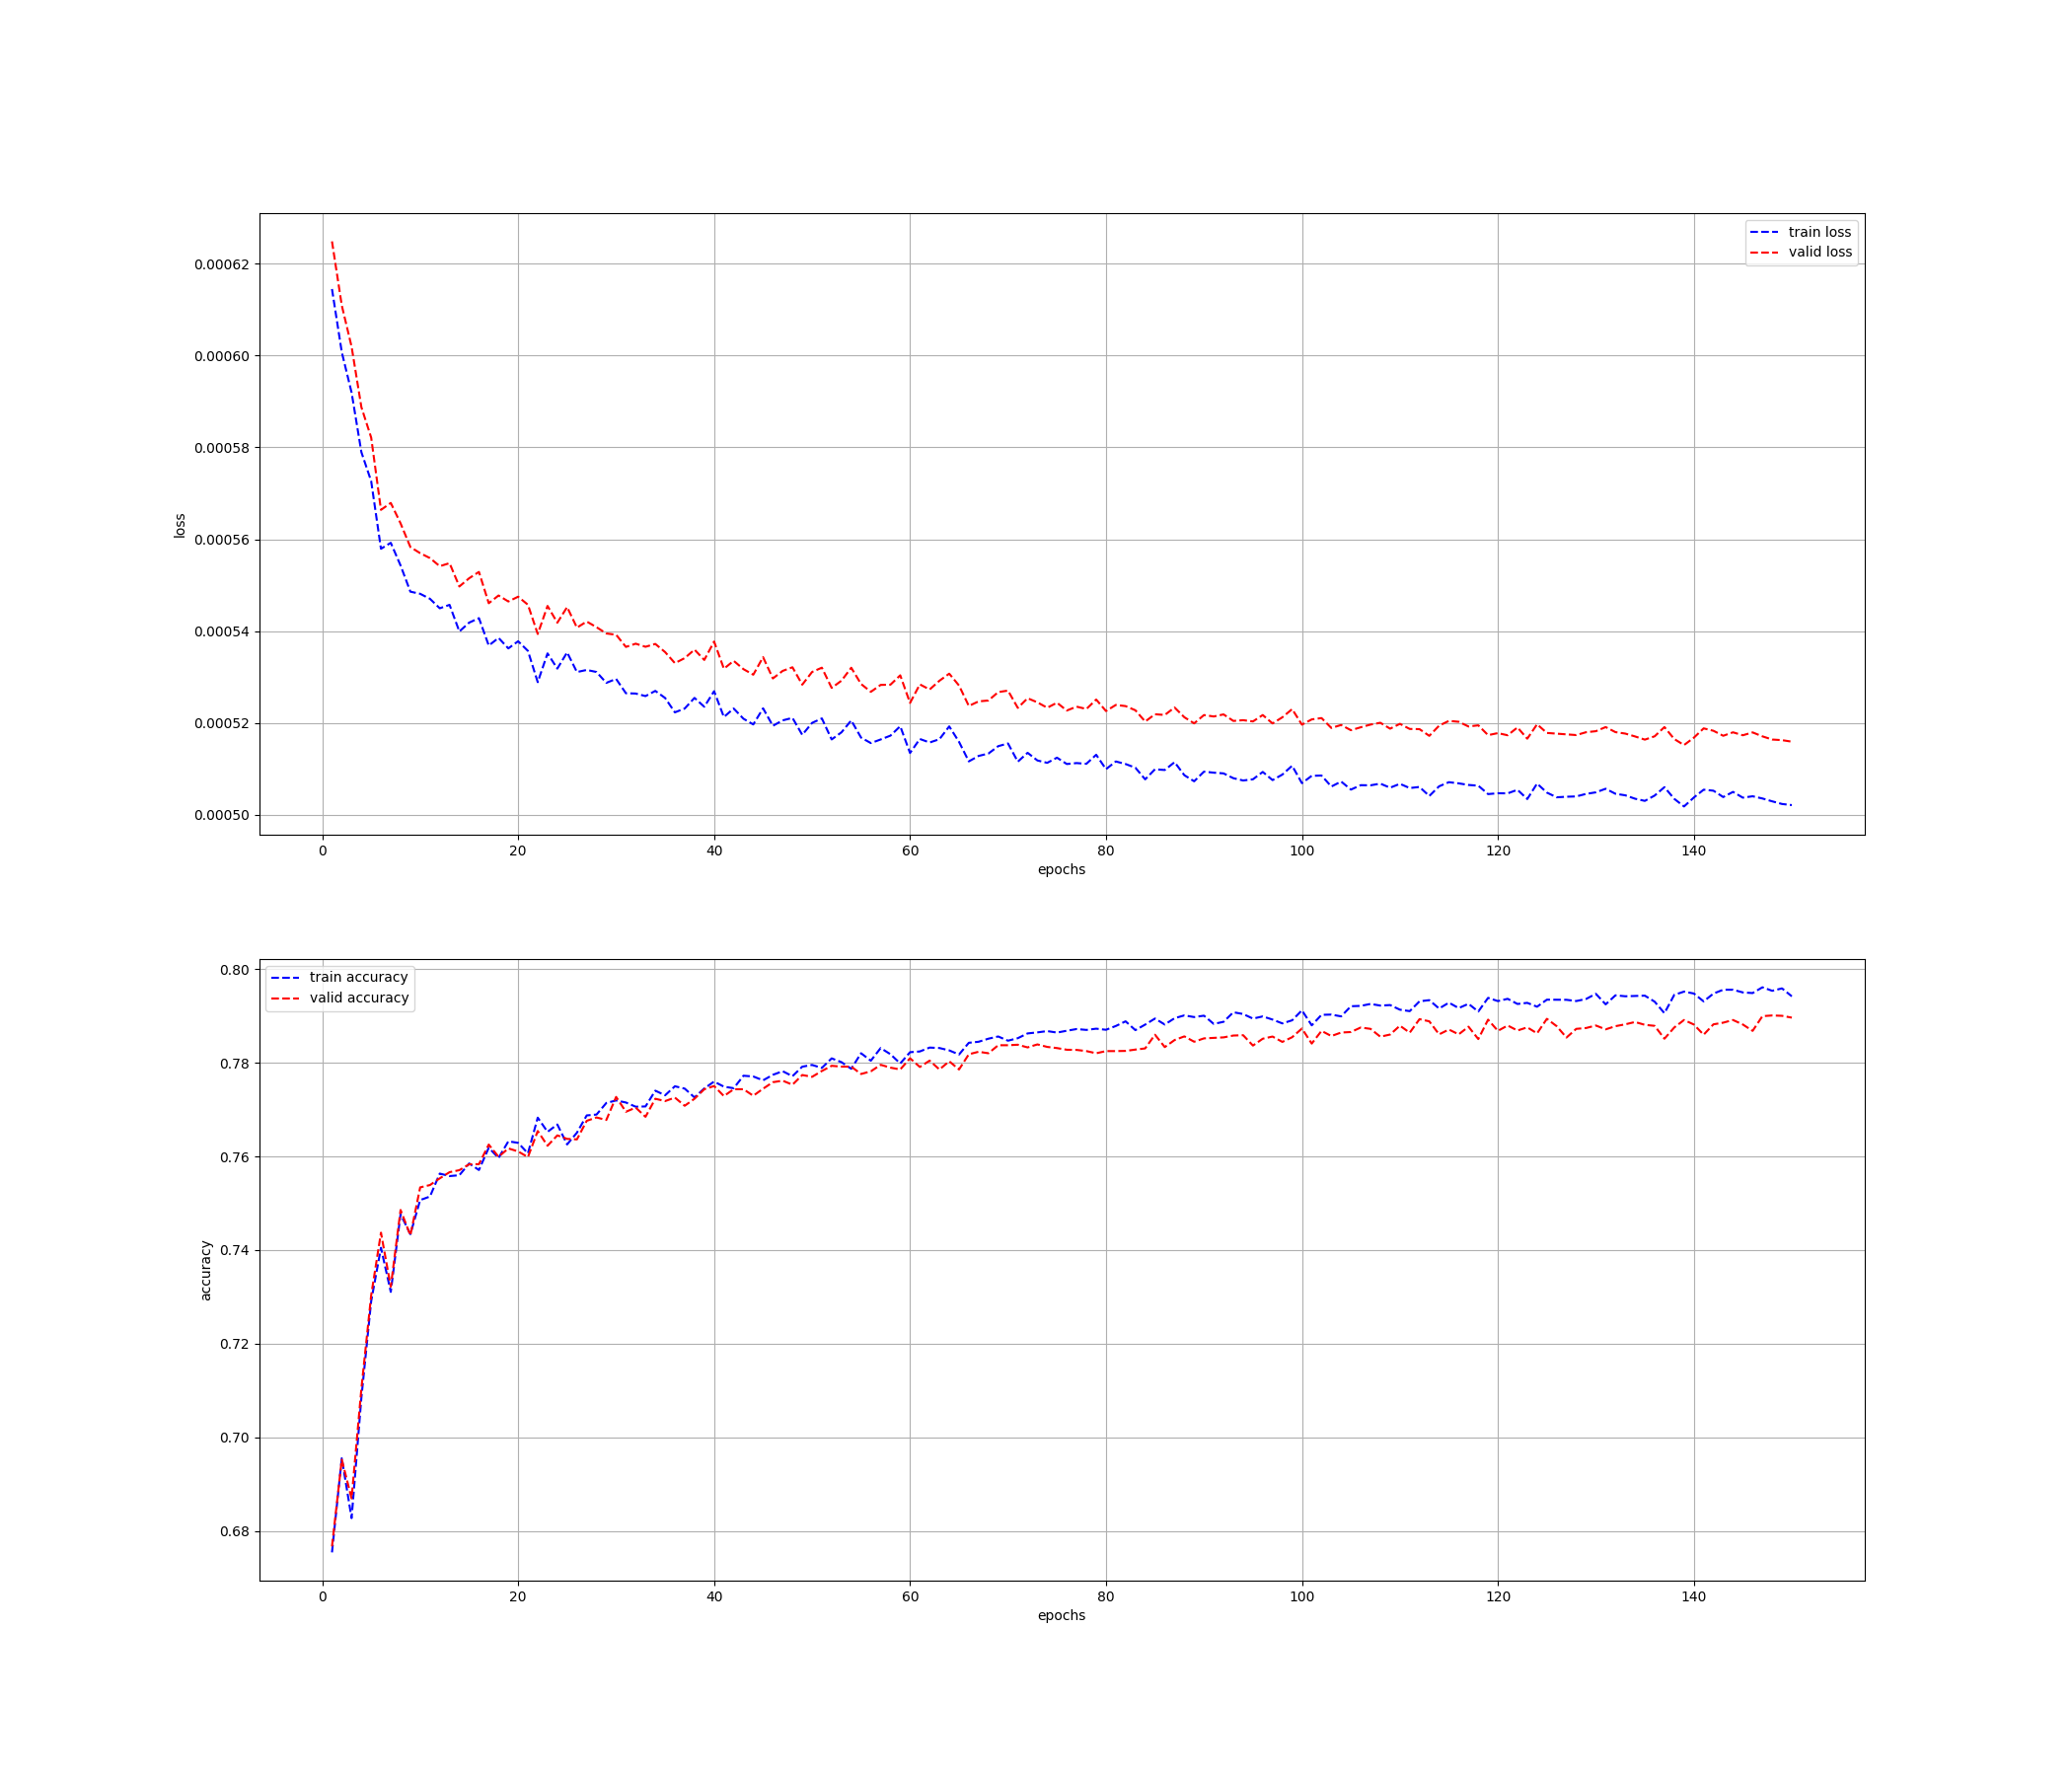 train loss
valid loss
0.00062
0.00060
0.00058
0.00056
0.00054
0.00052
0.00050
loss
0 20 40 60 80 100 120 140
epochs
train accuracy
valid accuracy
0.80
0.78
0.76
0.74
0.72
0.70
0.68
accuracy
0 20 40 60 80 100 120 140
epochs